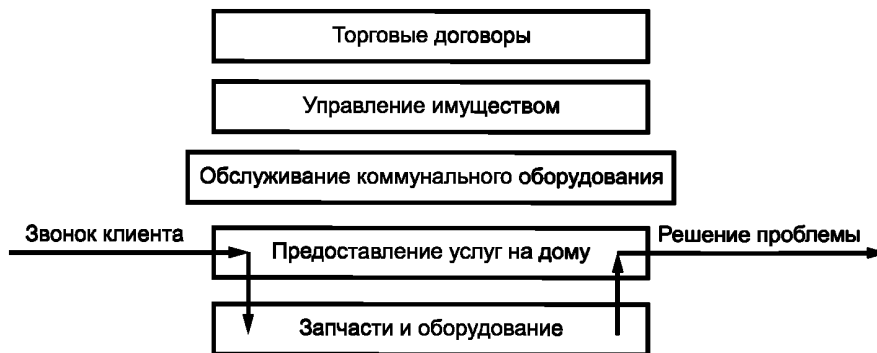 Торговые договоры
Управление имуществом
Обслуживание коммунального оборудования
Звонок клиента
Предоставление услуг на дому
Решение проблемы
Запчасти и оборудование